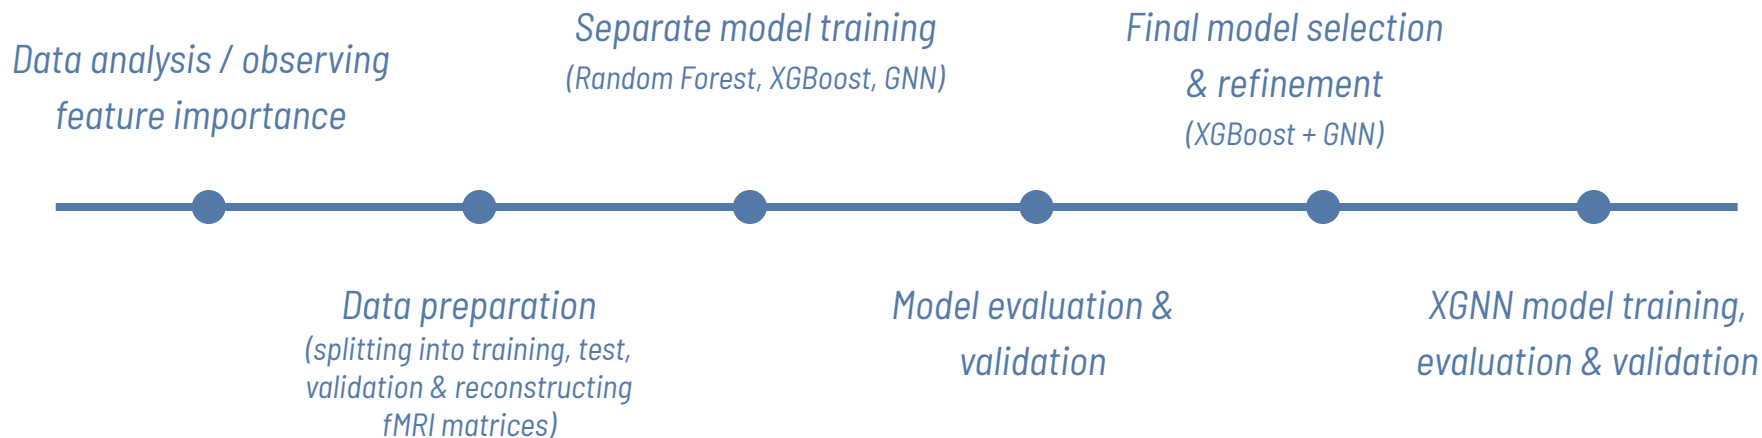 Data analysis / observing
feature importance
Data preparation
(splitting into training, test,
validation & reconstructing
fMRI matrices)
Separate model training
(Random Forest, XGBoost, GNN)
Model evaluation &
validation
Final model selection
& refinement
(XGBoost + GNN)
XGNN model training,
evaluation & validation